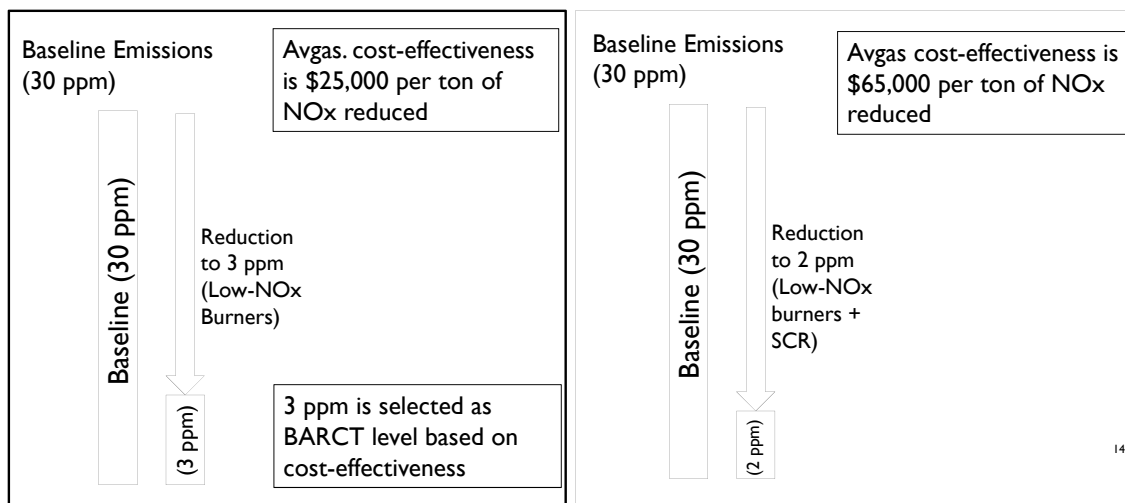 Baseline Emissions
(30 ppm)
Avgas. cost-effectiveness
is $25,000 per ton of
NOx reduced
Baseline (30 ppm)
Reduction
to 3 ppm
(Low-NOx
Burners)
(3 ppm)
3 ppm is selected as
BARCT level based on
cost-effectiveness
Baseline Emissions
(30 ppm)
Avgas cost-effectiveness is
$65,000 per ton of NOx
reduced
Baseline (30 ppm)
Reduction
to 2 ppm
(Low-NOx
burners +
SCR)
(2 ppm)
14